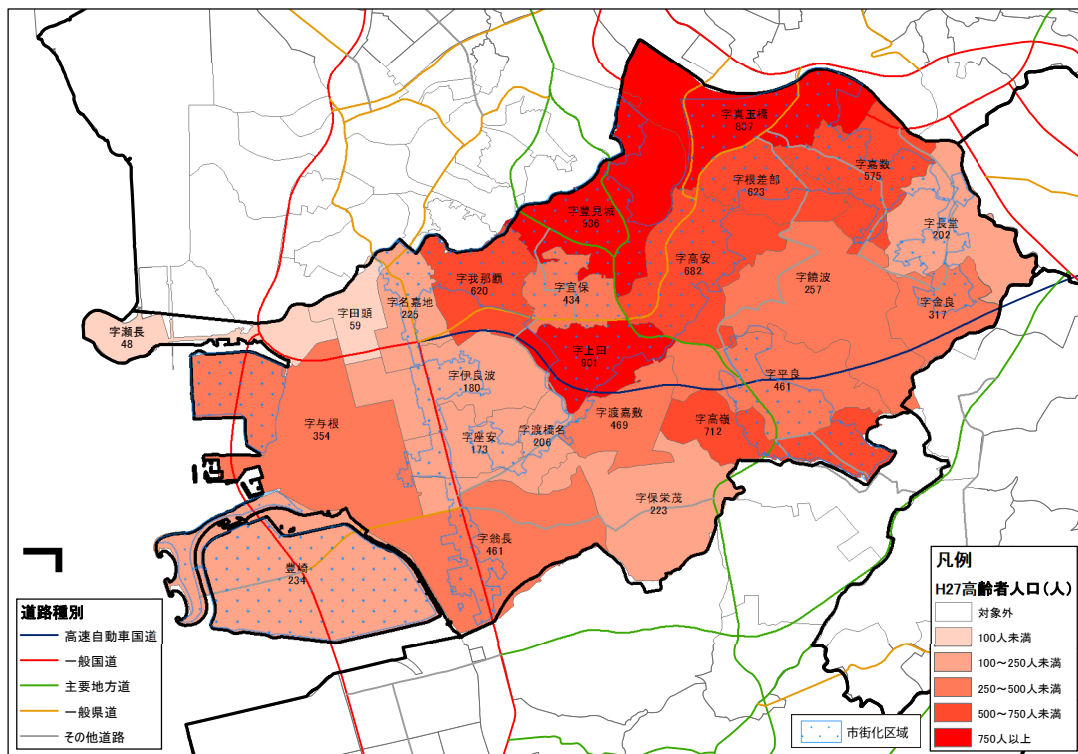 字真玉橋
837
字嘉数
575
字根差部
623
字豊見城
936
字長堂
202
字高安
682
字饒波
257
字我那覇
620
字宜保
434
字金良
317
字名嘉地
225
字田頭
59
字瀬長
48
字上田
901
字伊良波
180
字平良
461
字与根
354
字渡嘉敷
469
字高嶺
712
字渡橋名
206
字座安
173
字保栄茂
223
字翁長
461
豊崎
234
道路種別
高速自動車国道
一般国道
主要地方道
一般県道
その他道路
市街化区域
凡例
H27高齢者人口(人)
対象外
100人未満
100～250人未満
250～500人未満
500～750人未満
750人以上